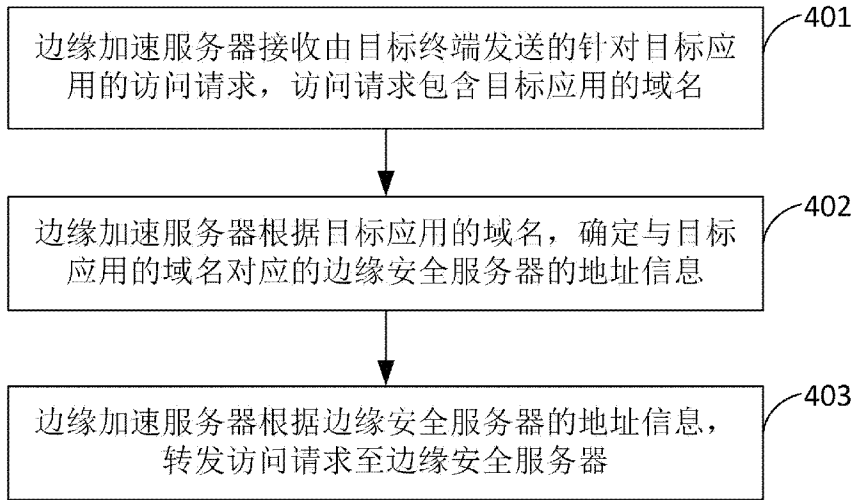 边缘加速服务器接收由目标终端发送的针对目标应
用的访问请求，访问请求包含目标应用的域名
401
边缘加速服务器根据目标应用的域名，确定与目标
应用的域名对应的边缘安全服务器的地址信息
402
边缘加速服务器根据边缘安全服务器的地址信息，
转发访问请求至边缘安全服务器
403